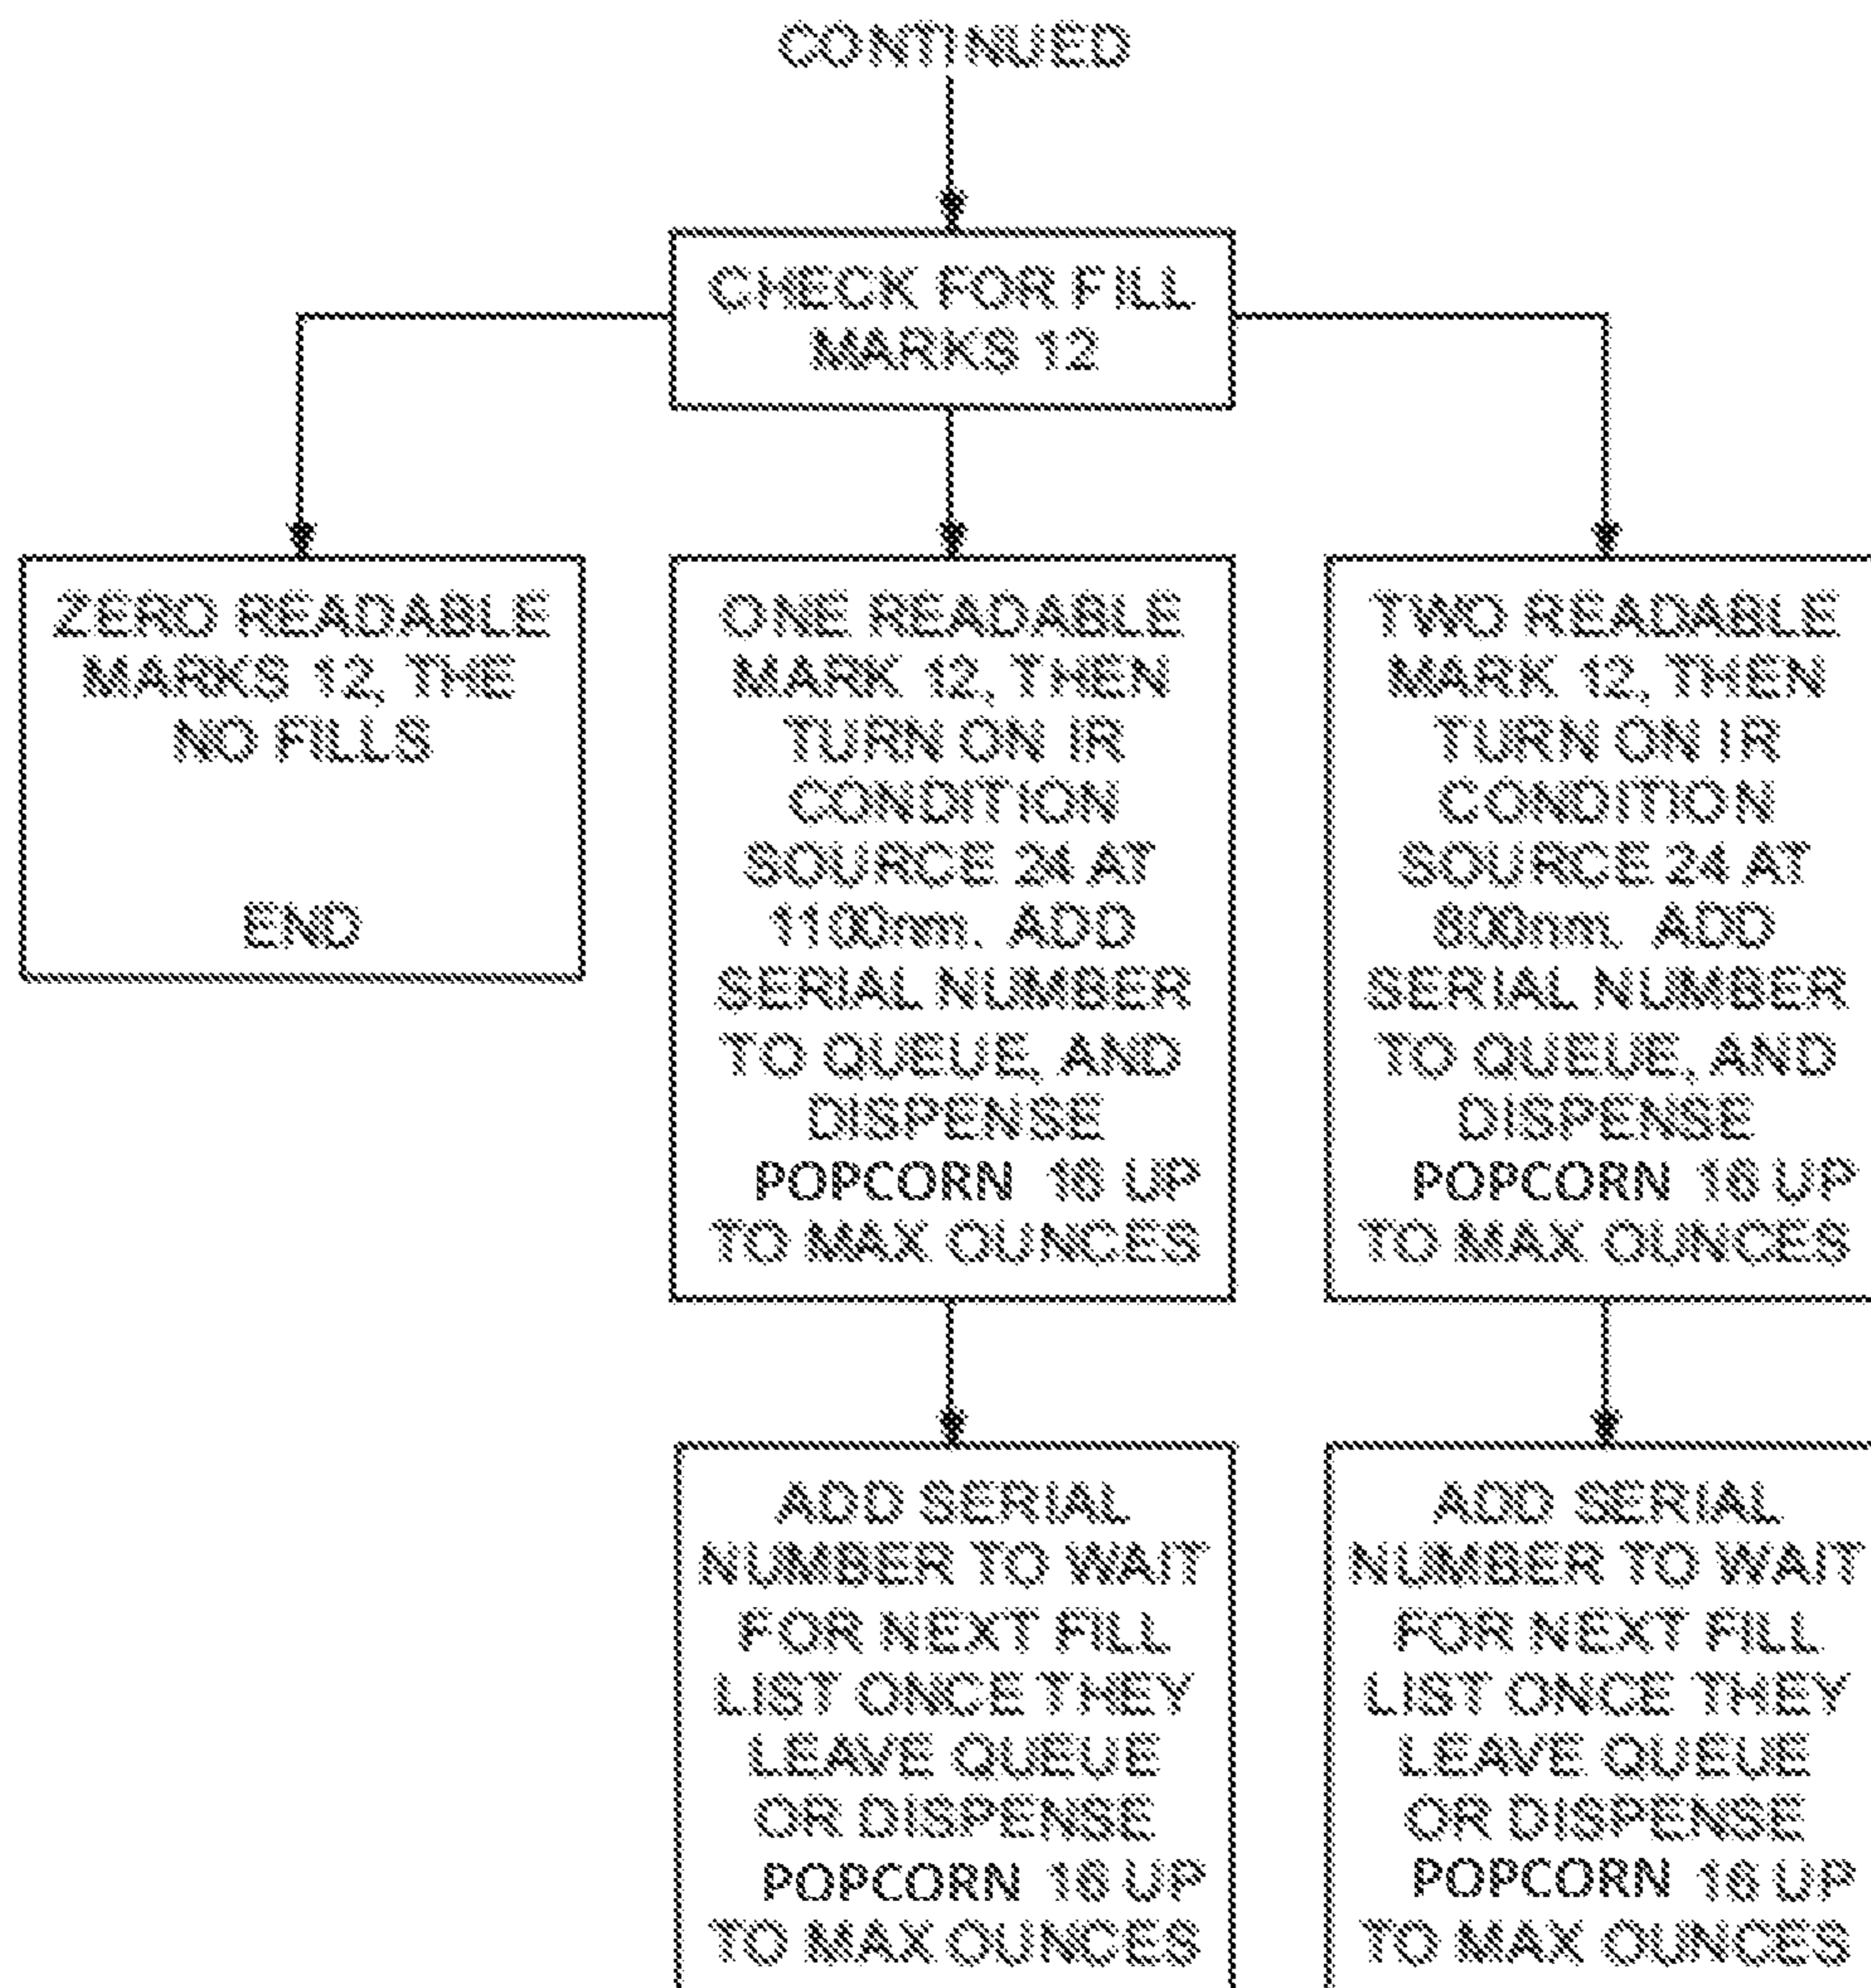 CONTINUED
CHECK FOR FILL
MARKS 12
ZERO READABLE
MARKS 12, THE
NO FILLS
END
ONE READABLE
MARK 12, THEN
TURN ON IR
CONDITION
SOURCE 24 AT
1100nm. ADD
SERIAL NUMBER
TO QUEUE, AND
DISPENSE
POPCORN 16 UP
TO MAX OUNCES
TWO READABLE
MARK 12, THEN
TURN ON IR
CONDITION
SOURCE 24 AT
800nm. ADD
SERIAL NUMBER
TO QUEUE, AND
DISPENSE
POPCORN 16 UP
TO MAX OUNCES
ADD SERIAL
NUMBER TO WAIT
FOR NEXT FILL
LIST ONCE THEY
LEAVE QUEUE
OR DISPENSE
POPCORN 16 UP
TO MAX OUNCES
ADD SERIAL
NUMBER TO WAIT
FOR NEXT FILL
LIST ONCE THEY
LEAVE QUEUE
OR DISPENSE
POPCORN 16 UP
TO MAX OUNCES